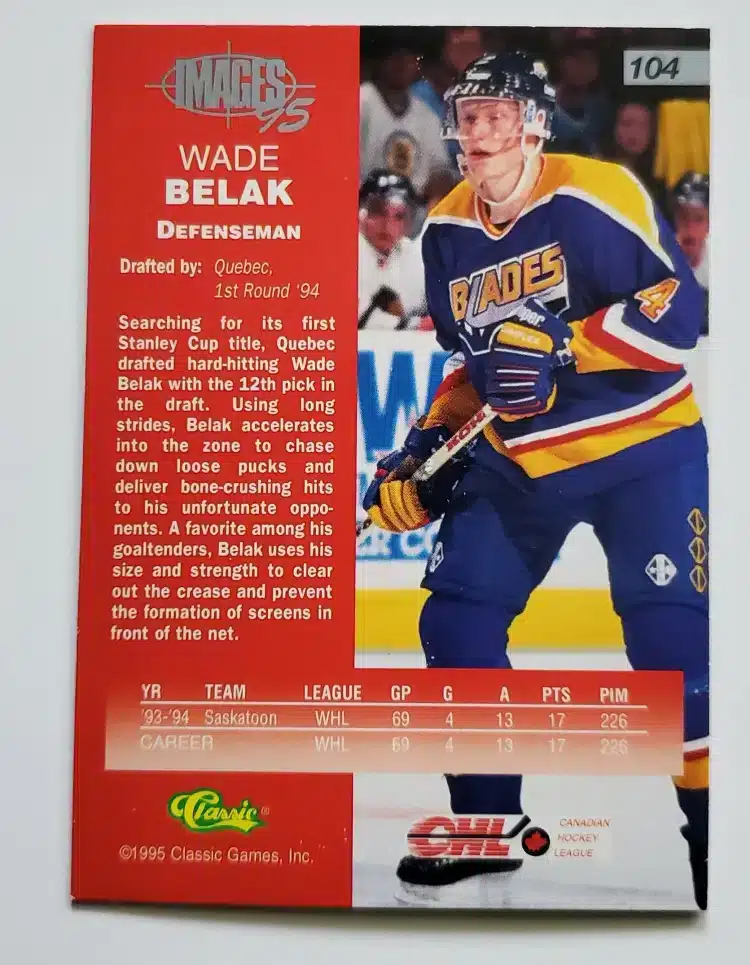 IMAGES
95
104
WADE
BELAK
DEFENSEMAN
Drafted by: Quebec,
1st Round '94
Searching for its first
Stanley Cup title, Quebec
drafted hard-hitting Wade
Belak with the 12th pick in
the draft. Using long
strides, Belak accelerates
into the zone to chase
down loose pucks and
deliver bone-crushing hits
to his unfortunate oppo-
nents. A favorite among his
goaltenders, Belak uses his
size and strength to clear
out the crease and prevent
the formation of screens in
front of the net.
BLADES
4
KOHO
W
YR TEAM LEAGUE GP G A PTS PIM
'93-'94 Saskatoon WHL 69 4 13 17 226
CAREER WHL 69 4 13 17 226
Classic®
©1995 Classic Games, Inc.
CHL
CANADIAN
HOCKEY
LEAGUE